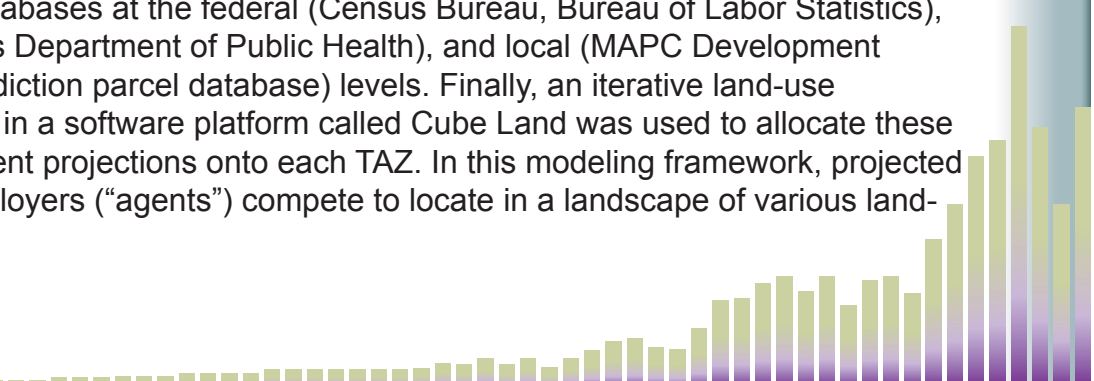 abases at the federal (Census Bureau, Bureau of Labor Statistics),
s Department of Public Health), and local (MAPC Development
diction parcel database) levels. Finally, an iterative land-use
in a software platform called Cube Land was used to allocate these
ent projections onto each TAZ. In this modeling framework, projected
loyers (“agents”) compete to locate in a landscape of various land-